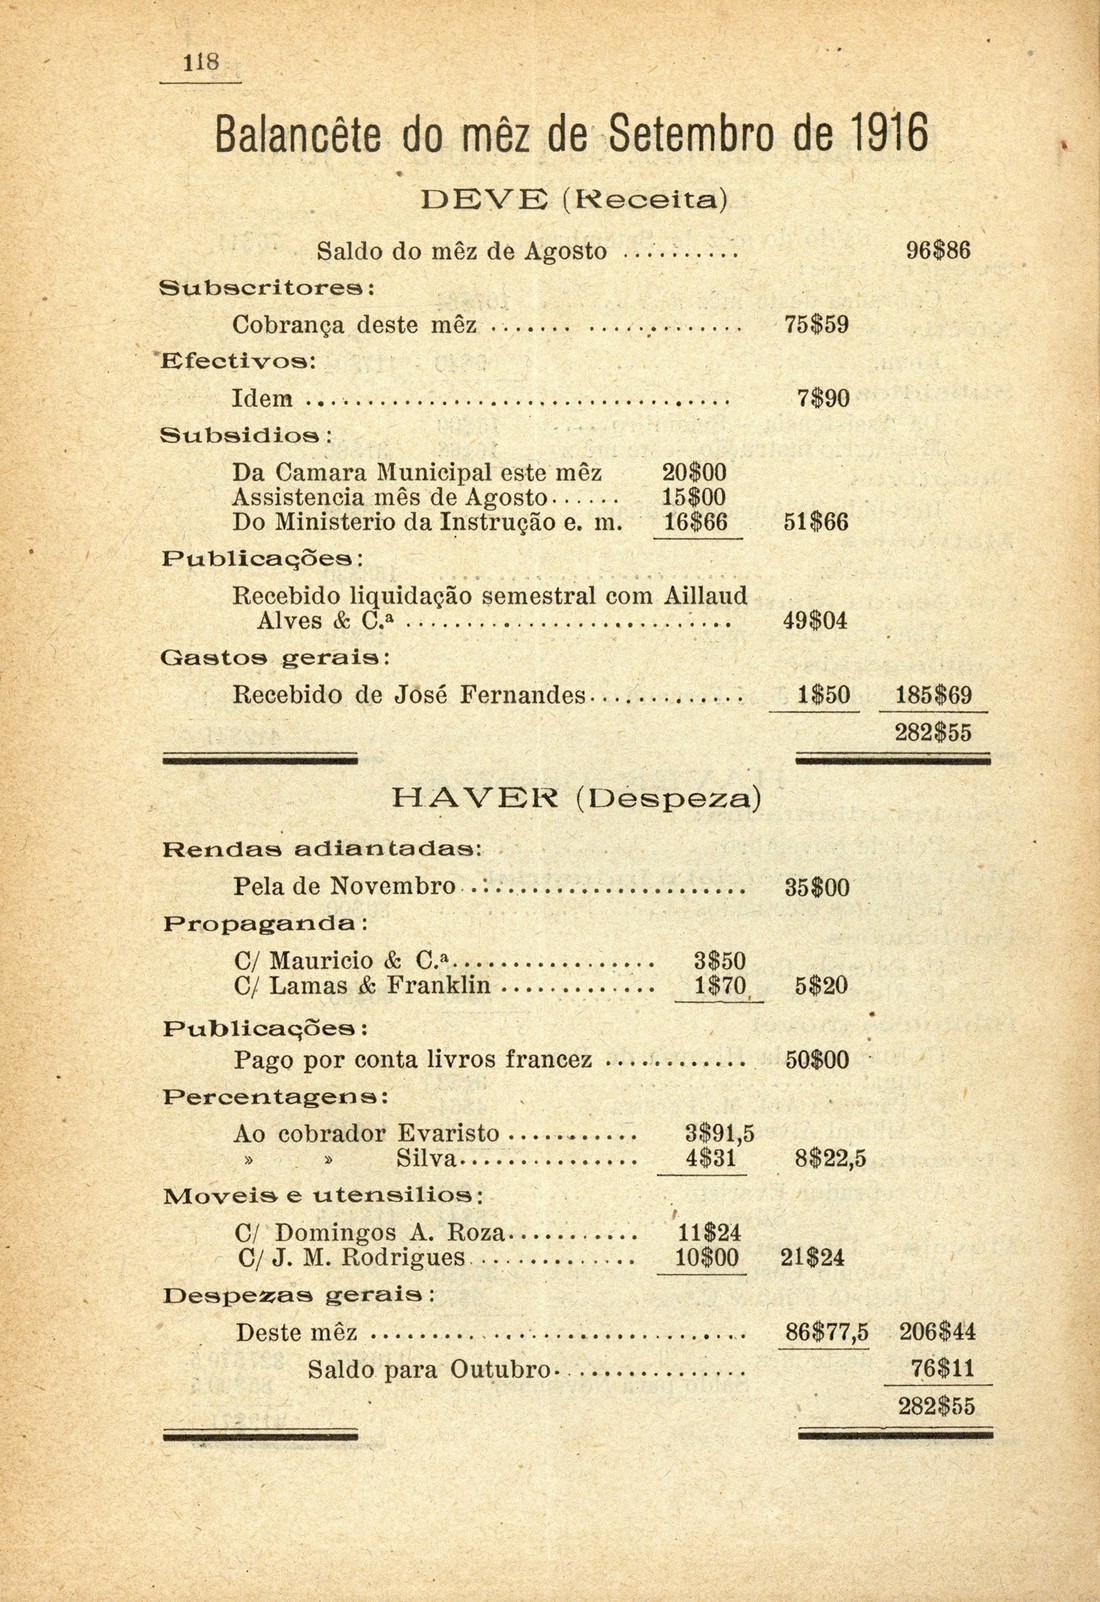 118
Balancête do mêz de Setembro de 1916
DEVE (Receita)
Saldo do mêz de Agosto .......... 96$86
Subscritores:
Cobrança deste mêz ....... ............. 75$59
Efectivos:
Idem ................................... 7$90
Subsidios:
Da Camara Municipal este mêz 20$00
Assistencia mês de Agosto...... 15$00
Do Ministerio da Instrução e. m. 16$66 51$66
Publicações:
Recebido liquidação semestral com Aillaud
Alves & C.ª ........................... 49$04
Gastos gerais:
Recebido de José Fernandes............. 1$50 185$69
282$55
HAVER (Despeza)
Rendas adiantadas:
Pela de Novembro ....................... 35$00
Propaganda:
C/ Mauricio & C.ª................. 3$50
C/ Lamas & Franklin ............. 1$70 5$20
Publicações:
Pago por conta livros francez ............ 50$00
Percentagens:
Ao cobrador Evaristo ........... 3$91,5
» » Silva............... 4$31 8$22,5
Moveis e utensilios:
C/ Domingos A. Roza........... 11$24
C/ J. M. Rodrigues.............. 10$00 21$24
Despezas gerais:
Deste mêz ............................... 86$77,5 206$44
Saldo para Outubro................ 76$11
282$55